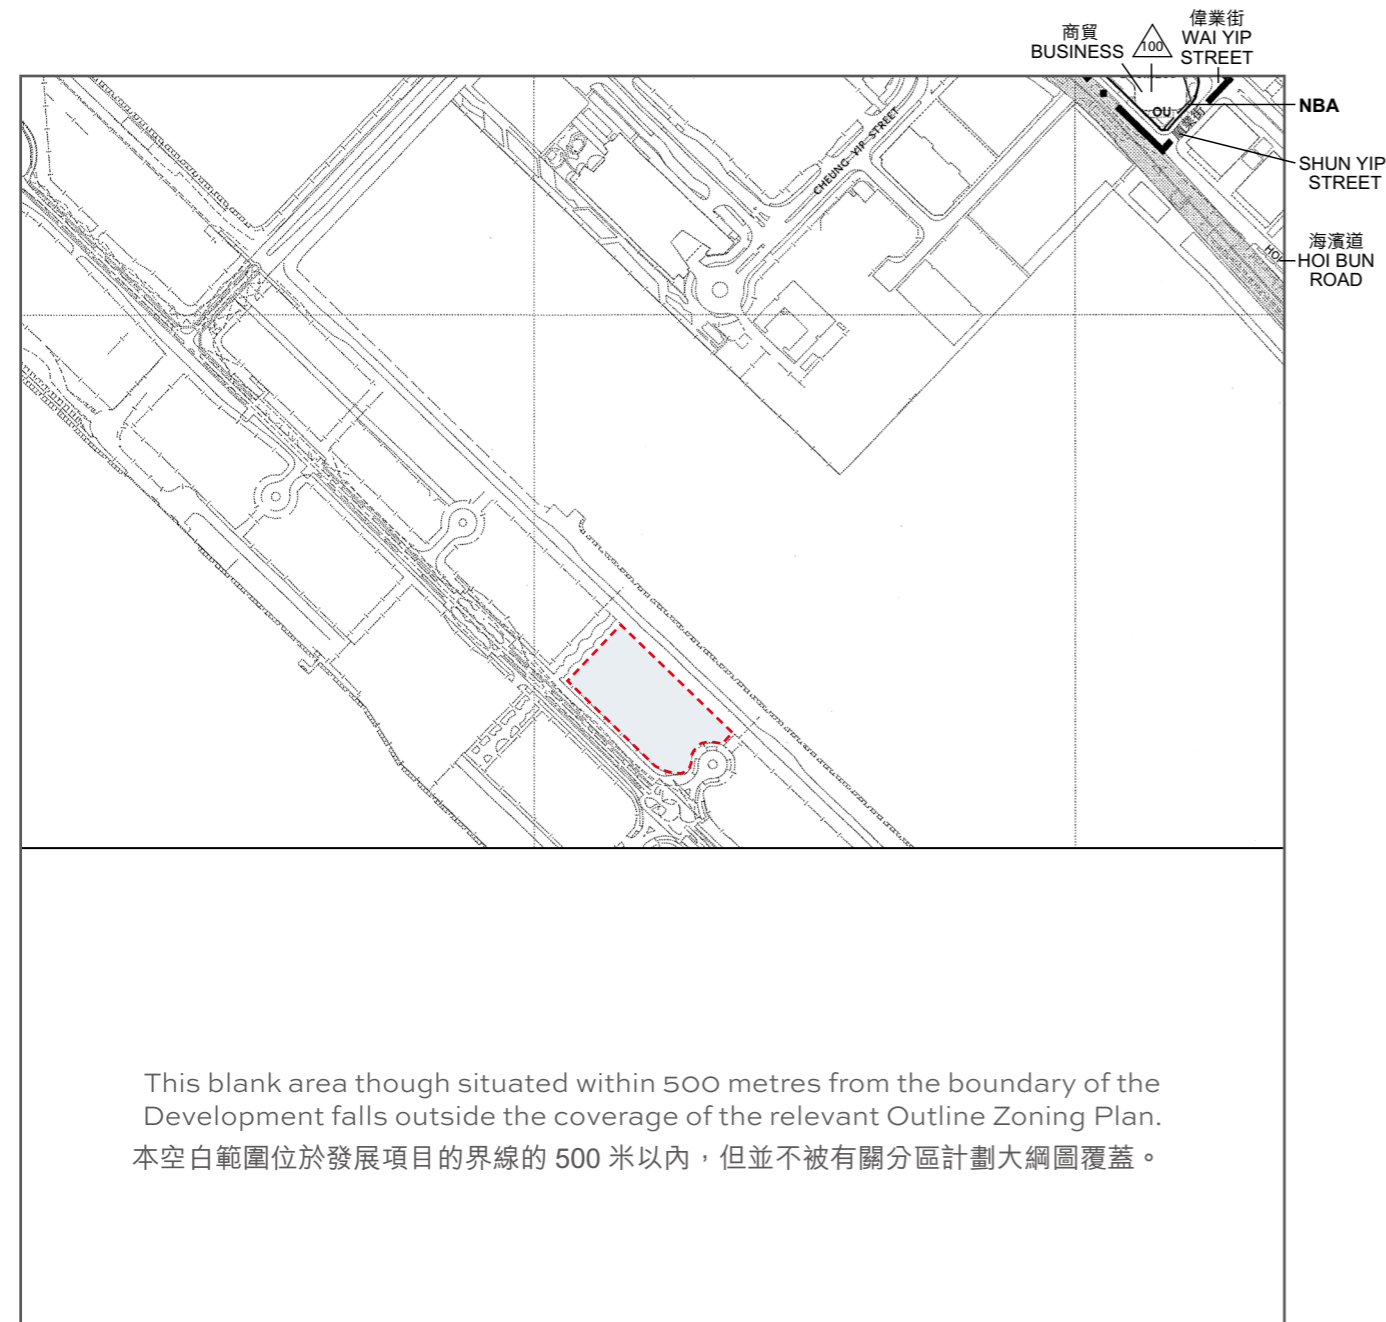 商貿
BUSINESS
100
偉業街
WAI YIP
STREET
OU
NBA
CHEUNG YIP STREET
SHUN YIP
STREET
海濱道
HOI BUN
ROAD
HOI
This blank area though situated within 500 metres from the boundary of the
Development falls outside the coverage of the relevant Outline Zoning Plan.
本空白範圍位於發展項目的界線的 500 米以內，但並不被有關分區計劃大綱圖覆蓋。